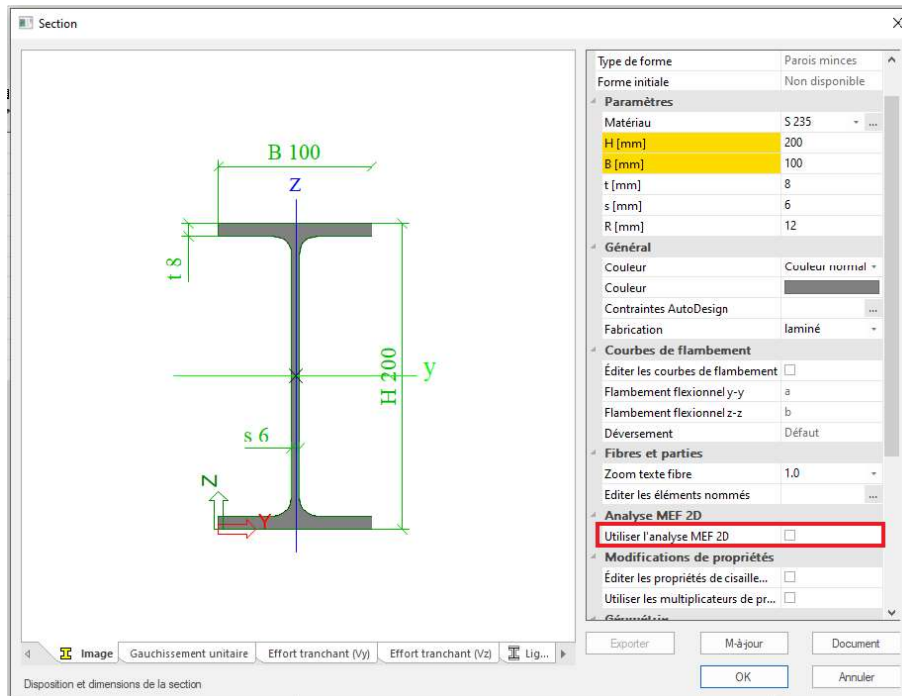 Section
B 100
Z
t 8
H 200
y
s 6
Z
Y
Image
Gauchissement unitaire
Effort tranchant (Vy)
Effort tranchant (Vz)
Lig...
Disposition et dimensions de la section
Type de forme Parois minces
Forme initiale Non disponible
Paramètres
Matériau S 235 ...
H [mm] 200
B [mm] 100
t [mm] 8
s [mm] 6
R [mm] 12
Général
Couleur Couleur normal
Couleur
Contraintes AutoDesign ...
Fabrication laminé
Courbes de flambement
Éditer les courbes de flambement
Flambement flexionnel y-y a
Flambement flexionnel z-z b
Déversement Défaut
Fibres et parties
Zoom texte fibre 1.0
Editer les éléments nommés ...
Analyse MEF 2D
Utiliser l'analyse MEF 2D
Modifications de propriétés
Éditer les propriétés de cisaille...
Utiliser les multiplicateurs de pr...
Géométrie
Exporter
M-à-jour
Document
OK
Annuler